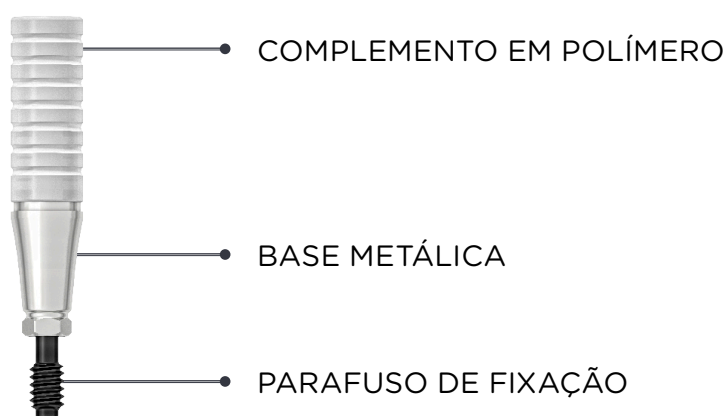 COMPLEMENTO EM POLÍMERO
BASE METÁLICA
PARAFUSO DE FIXAÇÃO